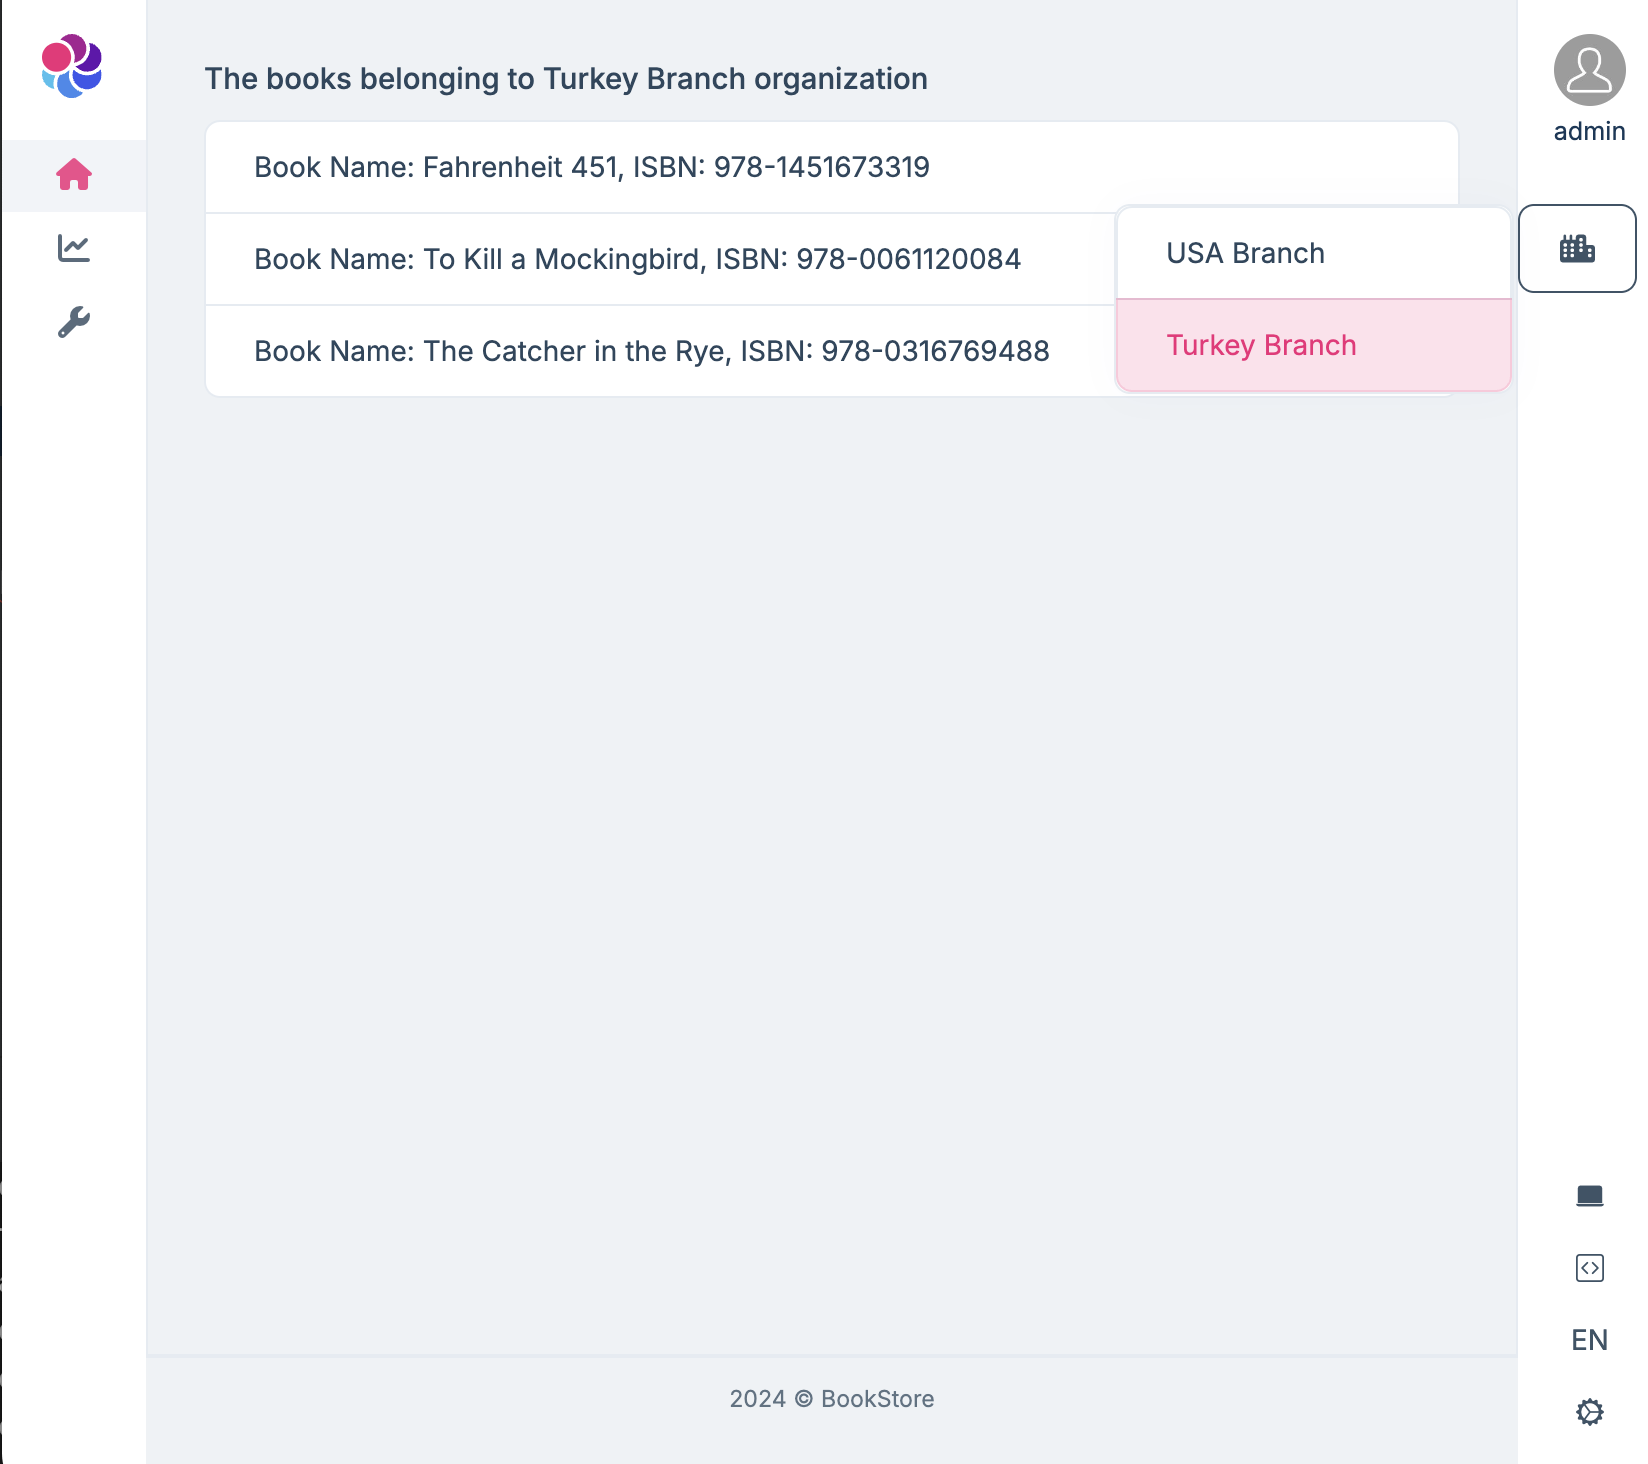 The books belonging to Turkey Branch organization
Book Name: Fahrenheit 451, ISBN: 978-1451673319
Book Name: To Kill a Mockingbird, ISBN: 978-0061120084
Book Name: The Catcher in the Rye, ISBN: 978-0316769488
admin
USA Branch
Turkey Branch
EN
2024 © BookStore